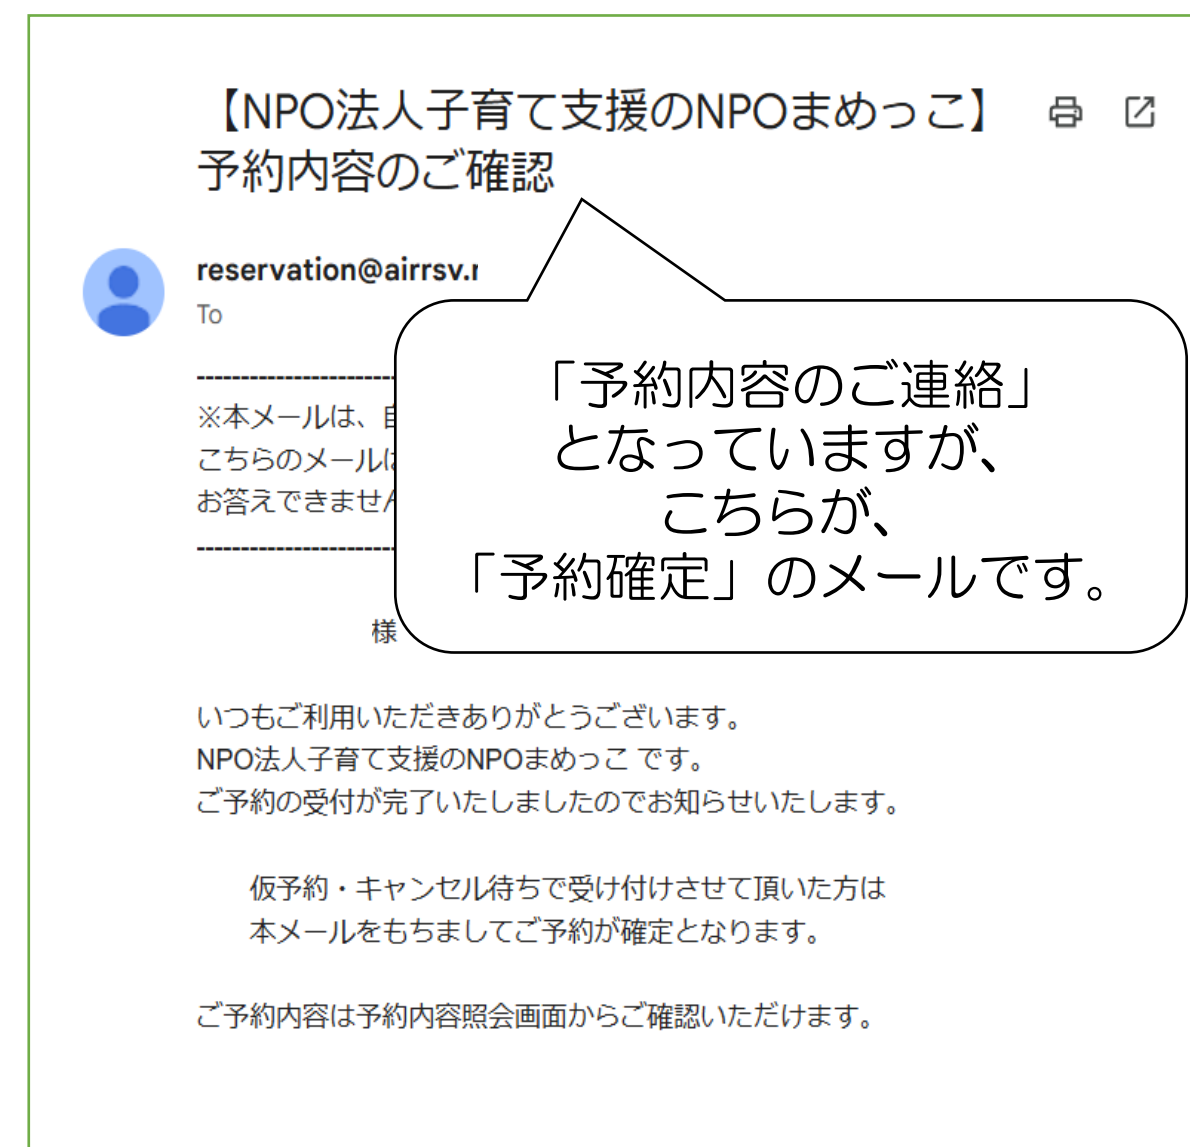 【NPO法人子育て支援のNPOまめっこ】
予約内容のご確認
reservation@airrsv.
To
「予約内容のご連絡」
となっていますが、
こちらが、
「予約確定」のメールです。
--------------------
※本メールは、
こちらのメールは
お答えできません
--------------------
様
いつもご利用いただきありがとうございます。
NPO法人子育て支援のNPOまめっこ です。
ご予約の受付が完了いたしましたのでお知らせいたします。
仮予約・キャンセル待ちで受け付けさせて頂いた方は
本メールをもちましてご予約が確定となります。
ご予約内容は予約内容照会画面からご確認いただけます。